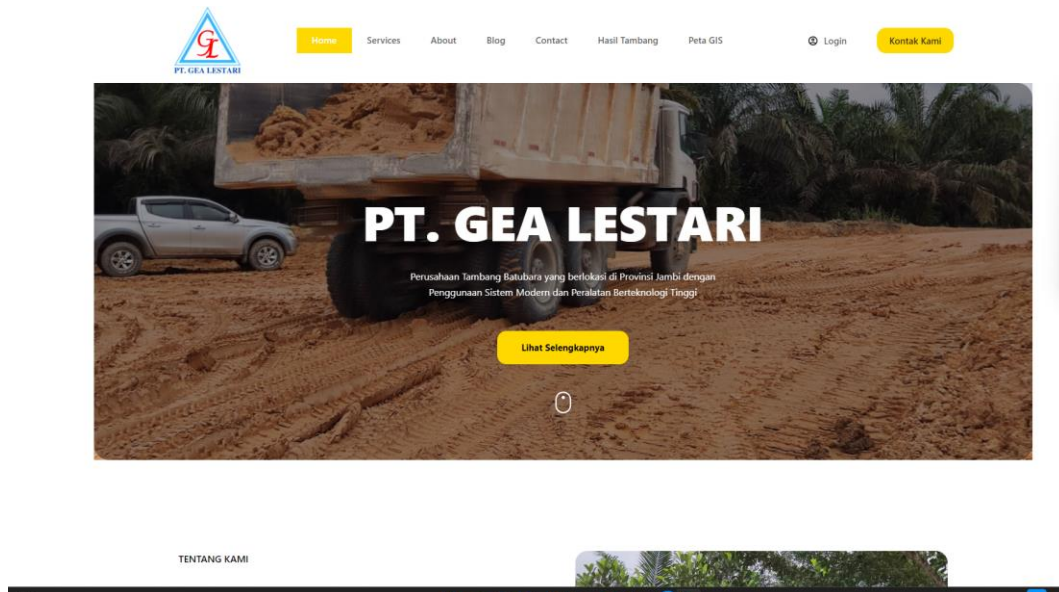 GL
PT. GEA LESTARI
Home Services About Blog Contact Hasil Tambang Peta GIS Login Kontak Kami
PT. GEA LESTARI
Perusahaan Tambang Batubara yang berlokasi di Provinsi Jambi dengan
Penggunaan Sistem Modern dan Peralatan Berteknologi Tinggi
Lihat Selengkapnya
TENTANG KAMI